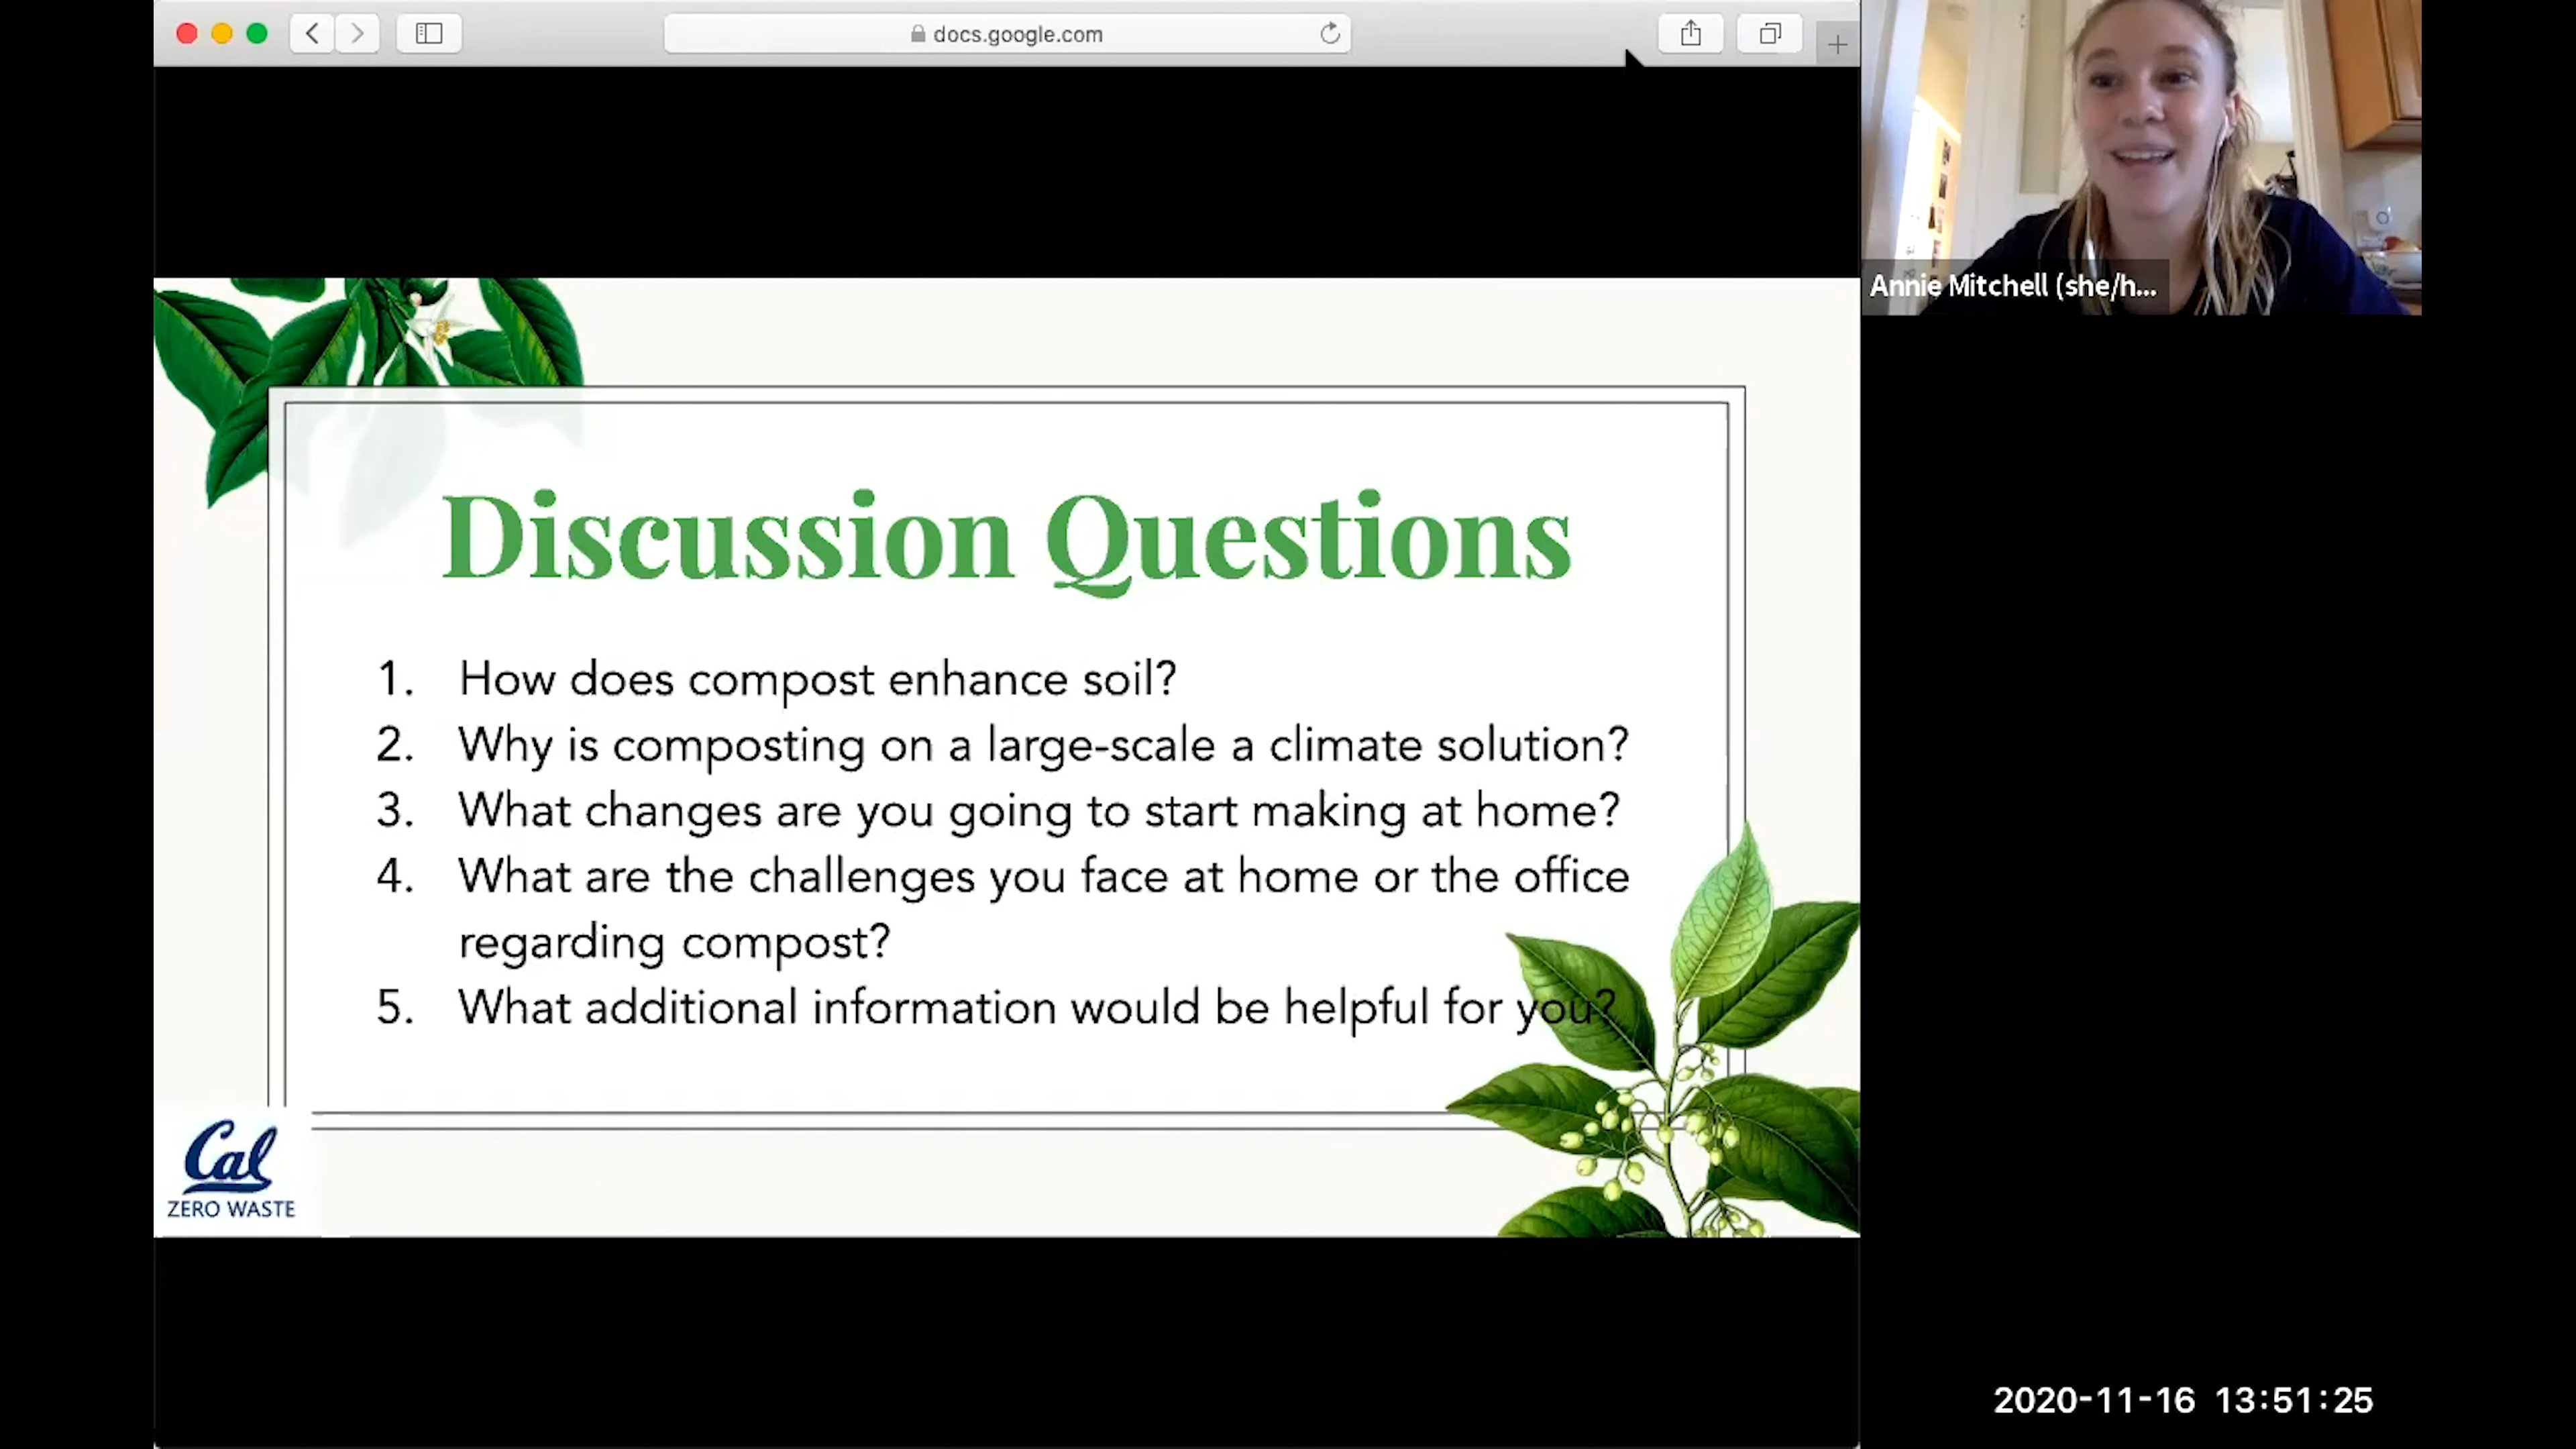 docs.google.com
Annie Mitchell (she/h...
Discussion Questions
1. How does compost enhance soil?
2. Why is composting on a large-scale a climate solution?
3. What changes are you going to start making at home?
4. What are the challenges you face at home or the office
regarding compost?
5. What additional information would be helpful for you?
Cal
ZERO WASTE
2020-11-16 13:51:25